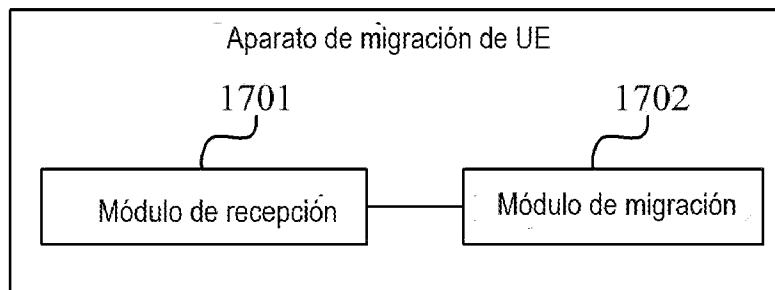 Aparato de migración de UE
1701
1702
Módulo de recepción
Módulo de migración